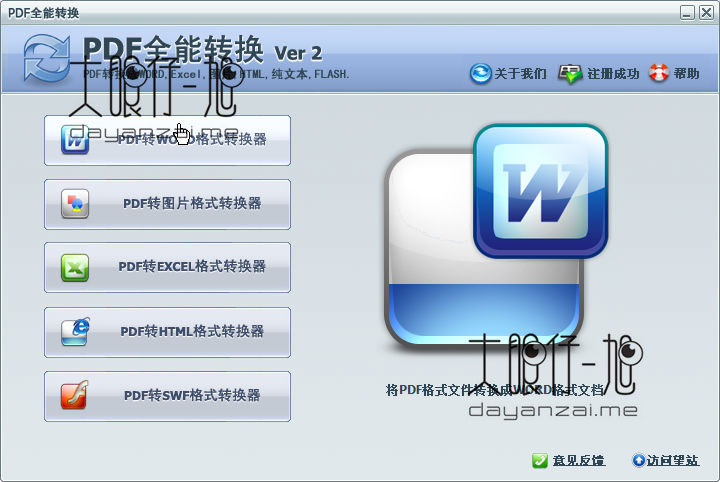 PDF全能转换
PDF全能转换 Ver 2
PDF转换 WORD,Excel, HTML,纯文本,FLASH.
关于我们
注册成功
帮助
大眼仔~旭
dayanzai.me
PDF转WORD格式转换器
PDF转图片格式转换器
PDF转EXCEL格式转换器
PDF转HTML格式转换器
PDF转SWF格式转换器
W
将PDF格式文件转换成WORD格式文档
大眼仔~旭
dayanzai.me
意见反馈
访问望站